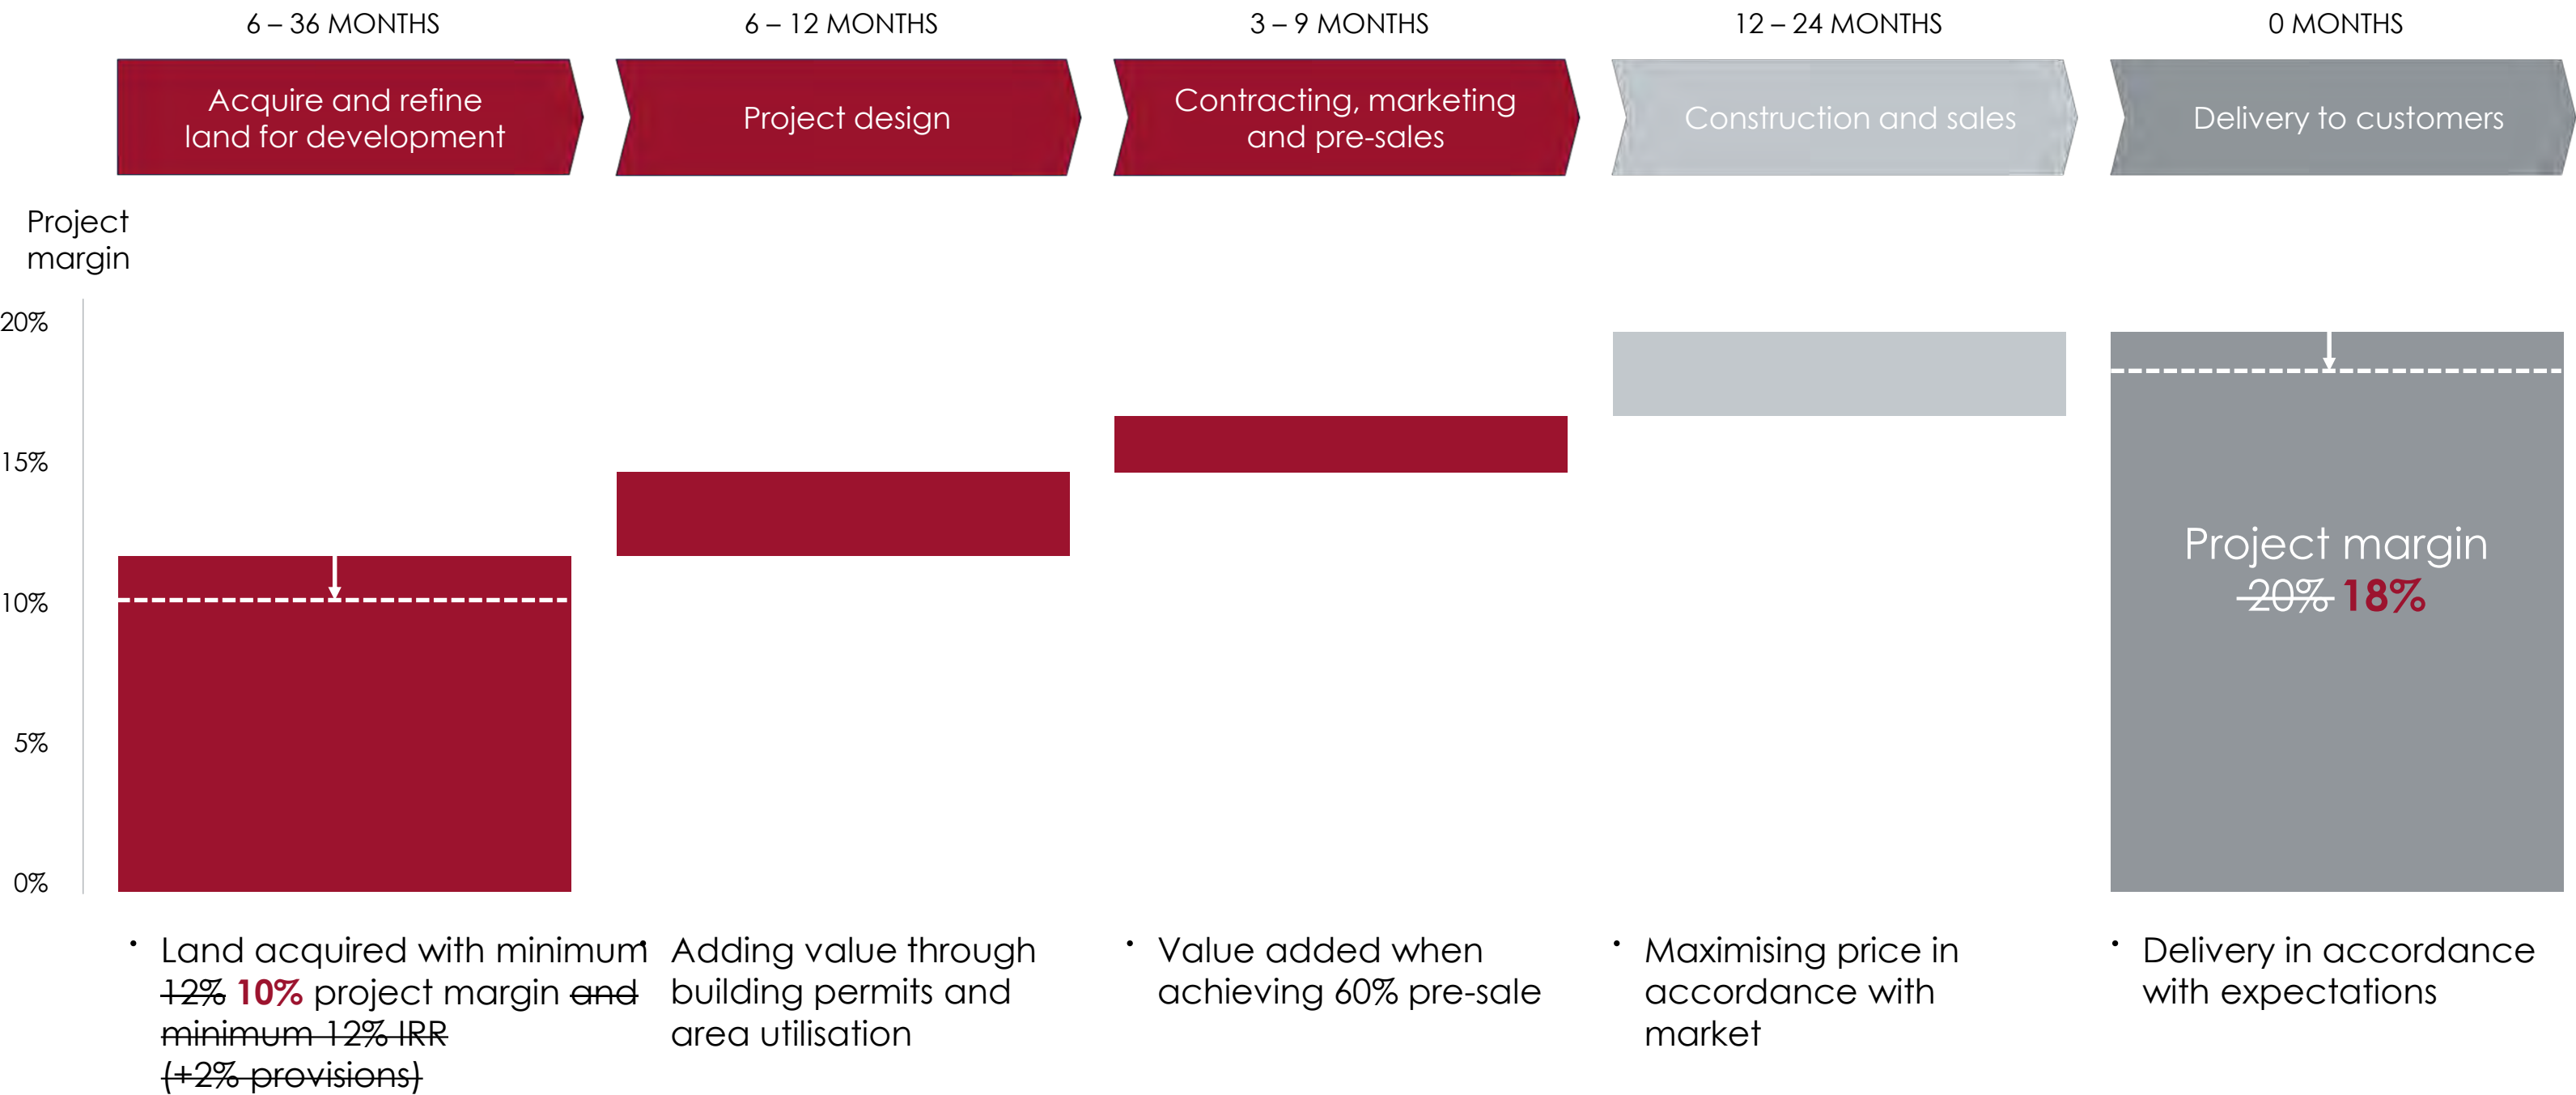 6 – 36 MONTHS
6 – 12 MONTHS
3 – 9 MONTHS
12 – 24 MONTHS
0 MONTHS
Acquire and refine
land for development
Project design
Contracting, marketing
and pre-sales
Construction and sales
Delivery to customers
Project
margin
20%
15%
10%
5%
0%
Project margin
20% 18%
• Land acquired with minimum
12% 10% project margin and
minimum 12% IRR
(+2% provisions)
• Adding value through
building permits and
area utilisation
• Value added when
achieving 60% pre-sale
• Maximising price in
accordance with
market
• Delivery in accordance
with expectations